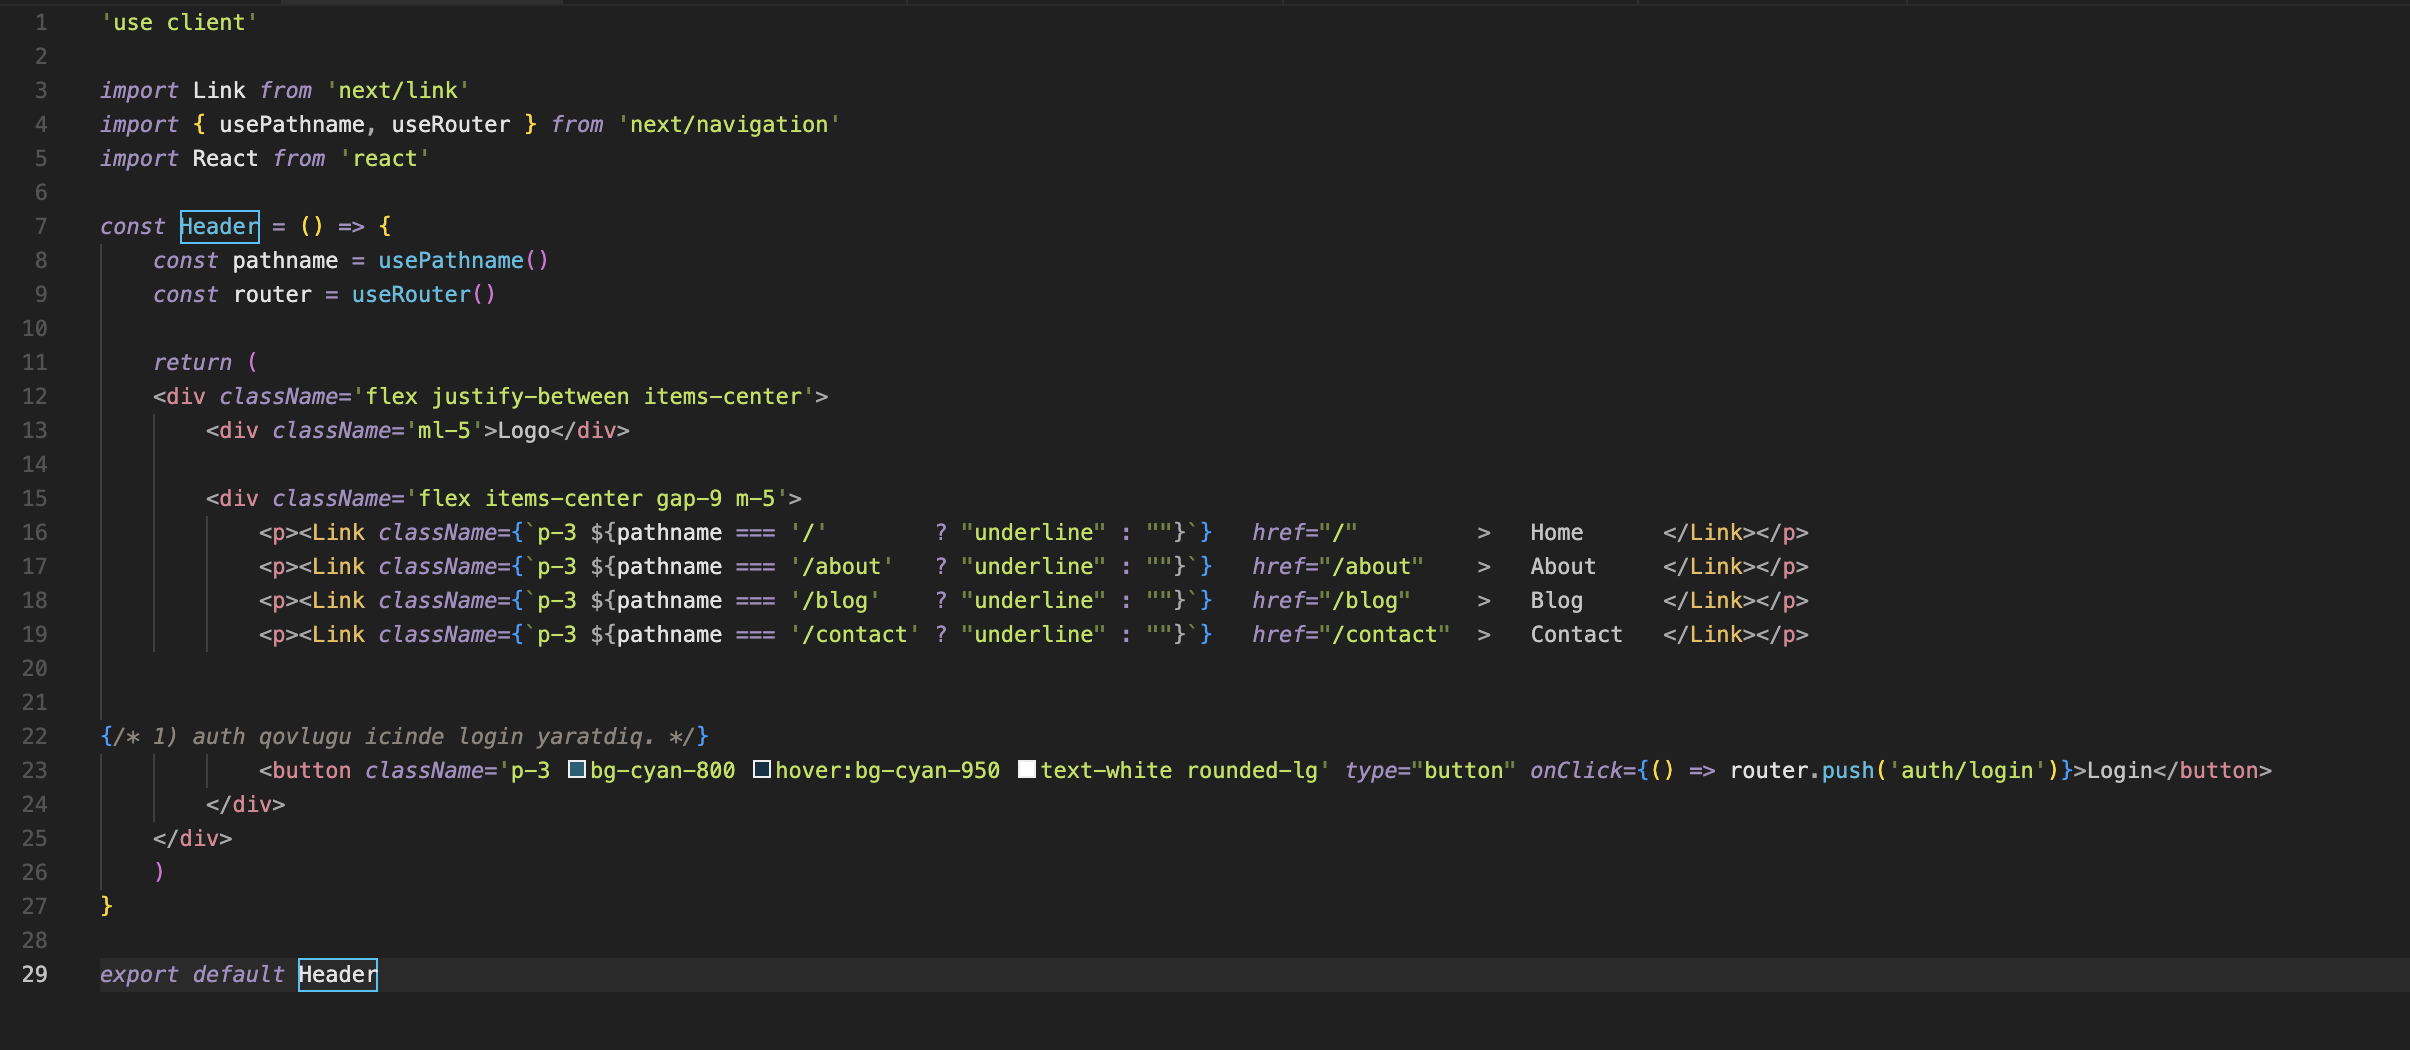 1 'use client'
2
3 import Link from 'next/link'
4 import { usePathname, useRouter } from 'next/navigation'
5 import React from 'react'
6
7 const Header = () => {
8     const pathname = usePathname()
9     const router = useRouter()
10
11     return (
12     <div className='flex justify-between items-center'>
13         <div className='ml-5'>Logo</div>
14
15         <div className='flex items-center gap-9 m-5'>
16             <p><Link className={`p-3 ${pathname === '/'        ? "underline" : ""}`}   href="/"         >   Home      </Link></p>
17             <p><Link className={`p-3 ${pathname === '/about'   ? "underline" : ""}`}   href="/about"    >   About     </Link></p>
18             <p><Link className={`p-3 ${pathname === '/blog'    ? "underline" : ""}`}   href="/blog"     >   Blog      </Link></p>
19             <p><Link className={`p-3 ${pathname === '/contact' ? "underline" : ""}`}   href="/contact"  >   Contact   </Link></p>
20
21
22 {/* 1) auth qovlugu icinde login yaratdiq. */}
23             <button className='p-3 bg-cyan-800 hover:bg-cyan-950 text-white rounded-lg' type="button" onClick={() => router.push('auth/login')}>Login</button>
24         </div>
25     </div>
26     )
27 }
28
29 export default Header